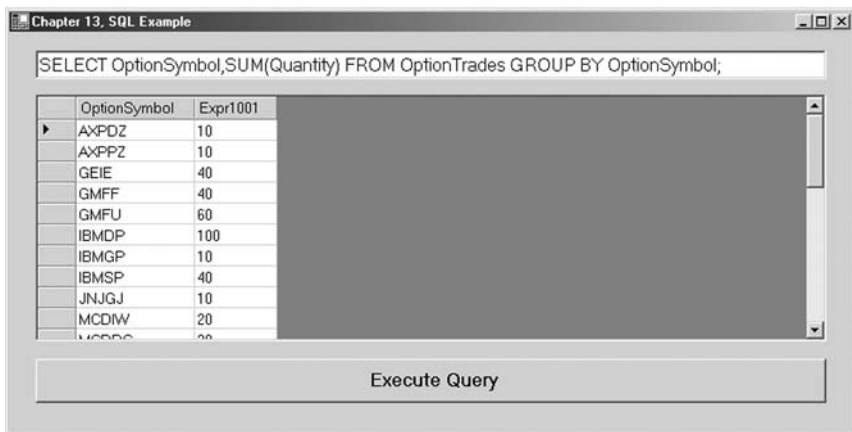 Chapter 13, SQL Example
SELECT OptionSymbol,SUM(Quantity) FROM OptionTrades GROUP BY OptionSymbol;
OptionSymbol Expr1001
AXPDZ 10
AXPPZ 10
GEIE 40
GMFF 40
GMFU 60
IBMDP 100
IBMGP 10
IBMSP 40
JNJGJ 10
MCDIW 20
Execute Query